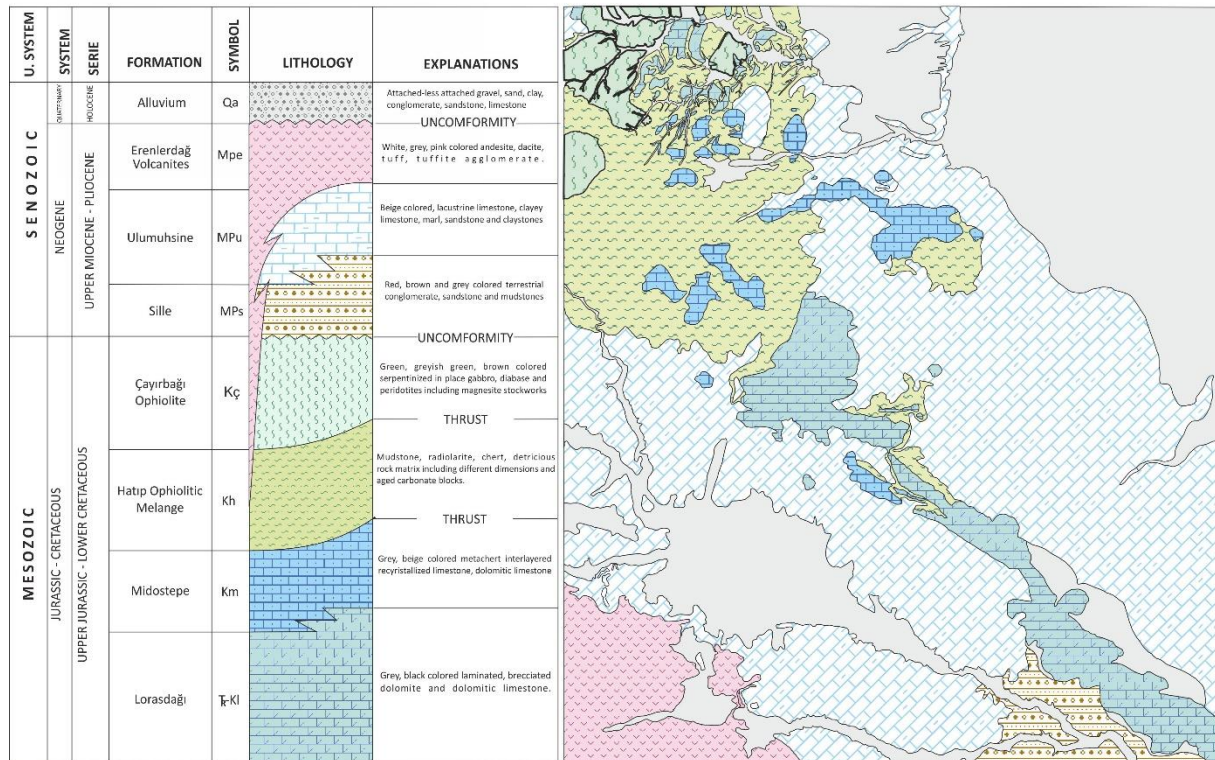 U. SYSTEM
SYSTEM
SERIE
FORMATION
SYMBOL
LITHOLOGY
EXPLANATIONS
SENOZOIC
QUATERNARY
HOLOCENE
Alluvium
Qa
Attached-less attached gravel, sand, clay,
conglomerate, sandstone, limestone
UNCOMFORMITY
NEOGENE
UPPER MIOCENE - PLIOCENE
Erenlerdağ
Volcanites
Mpe
White, grey, pink colored andesite, dacite,
tuff, tuffite agglomerate.
Ulumuhsine
MPu
Beige colored, lacustrine limestone, clayey
limestone, marl, sandstone and claystones
Sille
MPs
Red, brown and grey colored terrestrial
conglomerate, sandstone and mudstones
UNCOMFORMITY
MESOZOIC
JURASSIC - CRETACEOUS
UPPER JURASSIC - LOWER CRETACEOUS
Çayırbağı
Ophiolite
Kç
Green, greyish green, brown colored
serpentinized in place gabbro, diabase and
peridotites including magnesite stockworks
THRUST
Hatıp Ophiolitic
Melange
Kh
Mudstone, radiolarite, chert, detricious
rock matrix including different dimensions and
aged carbonate blocks.
THRUST
Midostepe
Km
Grey, beige colored metachert interlayered
recyristallized limestone, dolomitic limestone
Lorasdağı
Ŧ-Kl
Grey, black colored laminated, brecciated
dolomite and dolomitic limestone.